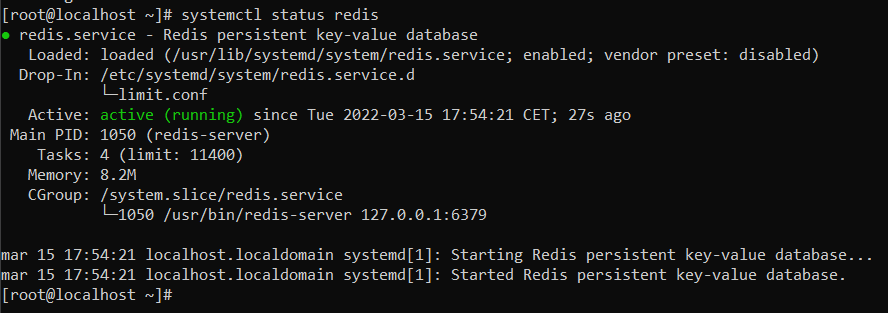 [root@localhost ~]# systemctl status redis
● redis.service - Redis persistent key-value database
   Loaded: loaded (/usr/lib/systemd/system/redis.service; enabled; vendor preset: disabled)
  Drop-In: /etc/systemd/system/redis.service.d
           └─limit.conf
   Active: active (running) since Tue 2022-03-15 17:54:21 CET; 27s ago
 Main PID: 1050 (redis-server)
    Tasks: 4 (limit: 11400)
   Memory: 8.2M
   CGroup: /system.slice/redis.service
           └─1050 /usr/bin/redis-server 127.0.0.1:6379

mar 15 17:54:21 localhost.localdomain systemd[1]: Starting Redis persistent key-value database...
mar 15 17:54:21 localhost.localdomain systemd[1]: Started Redis persistent key-value database.
[root@localhost ~]#